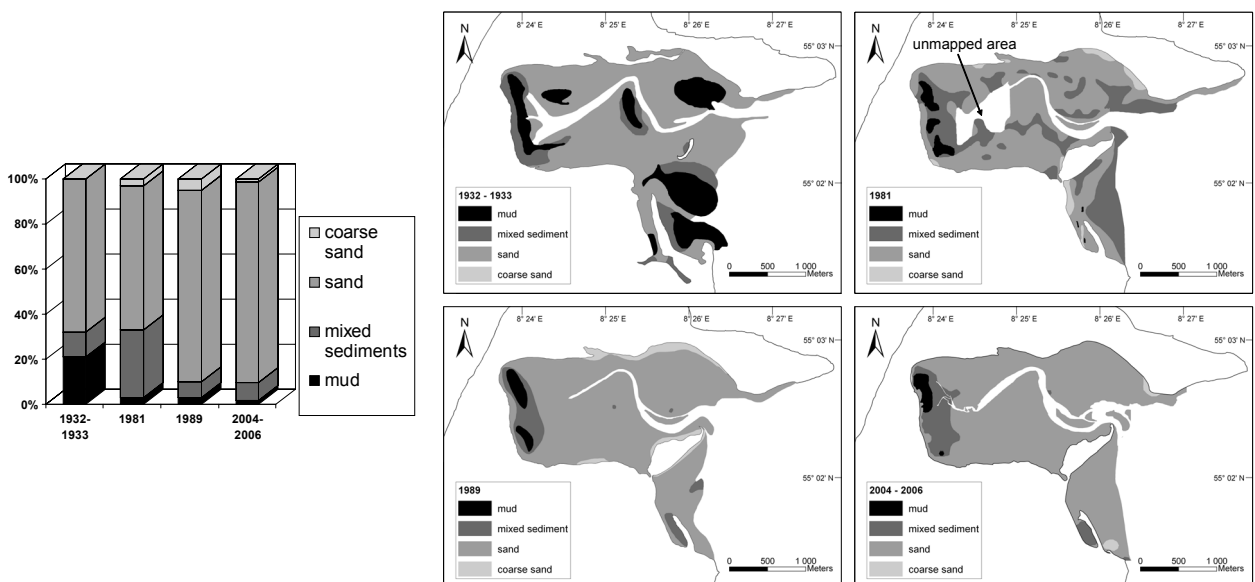 100%
80%
60%
40%
20%
0%
1932-
1933
1981
1989
2004-
2006
coarse
sand
sand
mixed
sediments
mud
8° 24' E
8° 25' E
8° 26' E
8° 27' E
N
55° 03' N
55° 02' N
1932 - 1933
mud
mixed sediment
sand
coarse sand
0 500 1 000
Meters
8° 24' E
8° 25' E
8° 26' E
8° 27' E
N
unmapped area
55° 03' N
55° 02' N
1981
mud
mixed sediment
sand
coarse sand
0 500 1 000
Meters
8° 24' E
8° 25' E
8° 26' E
8° 27' E
N
55° 03' N
55° 02' N
1989
mud
mixed sediment
sand
coarse sand
0 500 1 000
Meters
8° 24' E
8° 25' E
8° 26' E
8° 27' E
N
55° 03' N
55° 02' N
2004 - 2006
mud
mixed sediment
sand
coarse sand
0 500 1 000
Meters